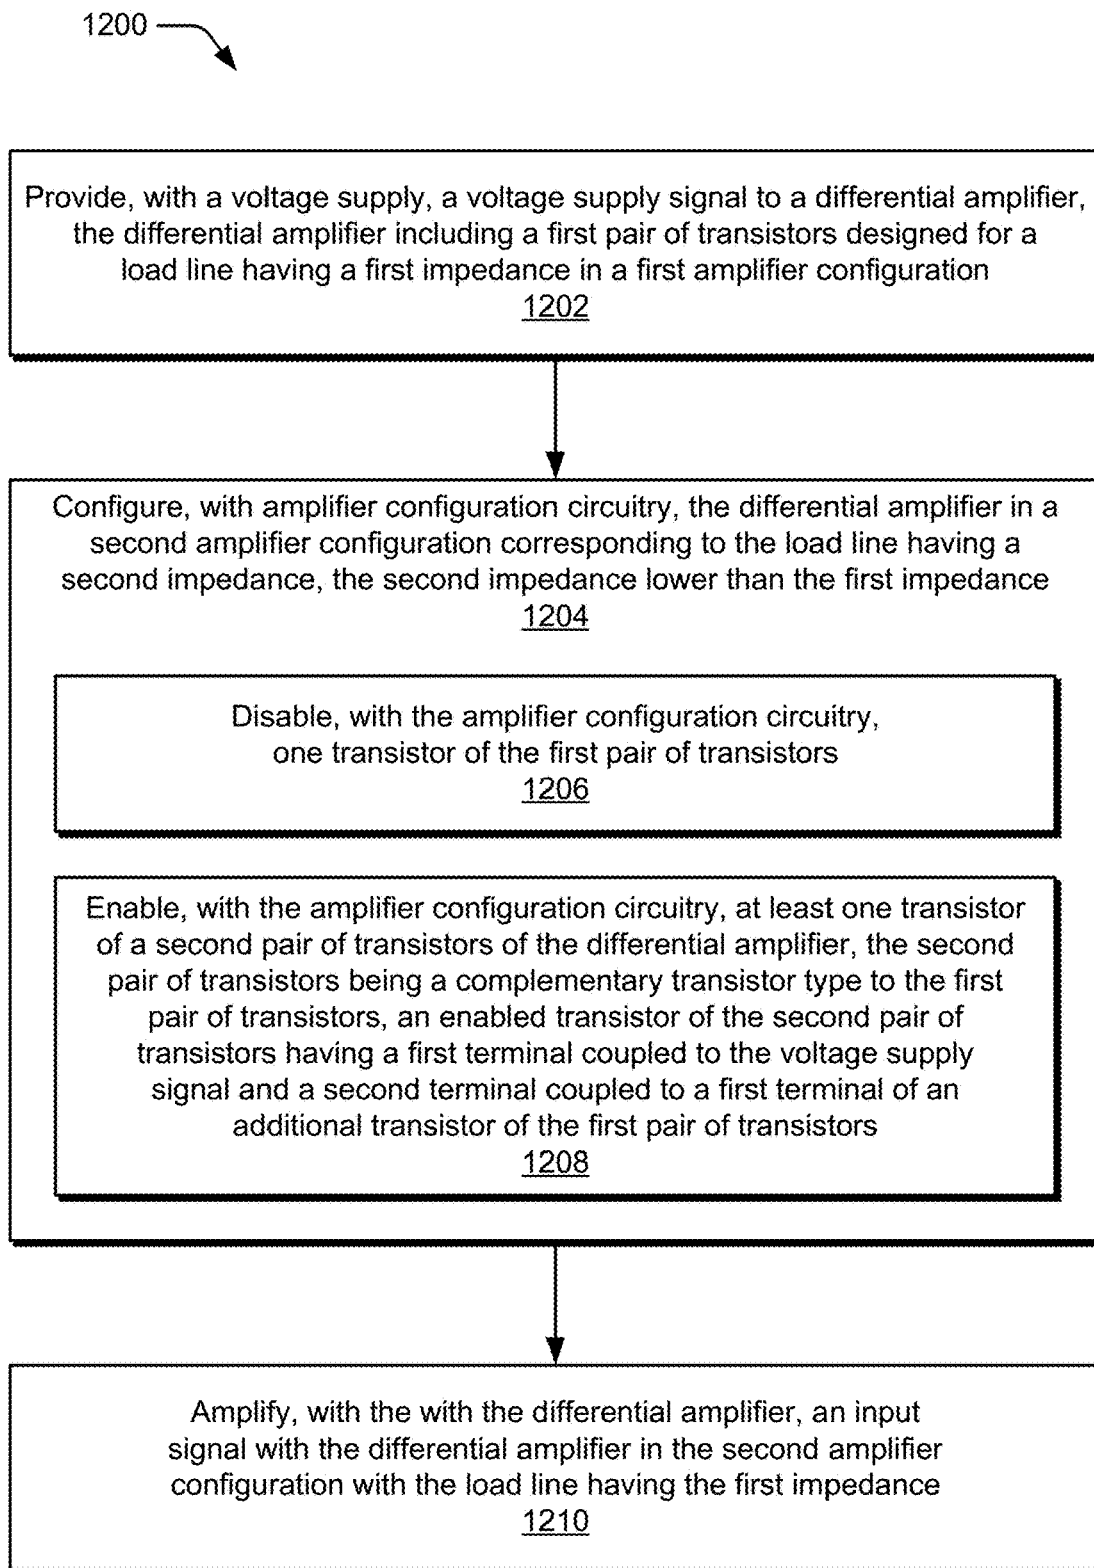 1200
Provide, with a voltage supply, a voltage supply signal to a differential amplifier,
the differential amplifier including a first pair of transistors designed for a
load line having a first impedance in a first amplifier configuration
1202
Configure, with amplifier configuration circuitry, the differential amplifier in a
second amplifier configuration corresponding to the load line having a
second impedance, the second impedance lower than the first impedance
1204
Disable, with the amplifier configuration circuitry,
one transistor of the first pair of transistors
1206
Enable, with the amplifier configuration circuitry, at least one transistor
of a second pair of transistors of the differential amplifier, the second
pair of transistors being a complementary transistor type to the first
pair of transistors, an enabled transistor of the second pair of
transistors having a first terminal coupled to the voltage supply
signal and a second terminal coupled to a first terminal of an
additional transistor of the first pair of transistors
1208
Amplify, with the with the differential amplifier, an input
signal with the differential amplifier in the second amplifier
configuration with the load line having the first impedance
1210